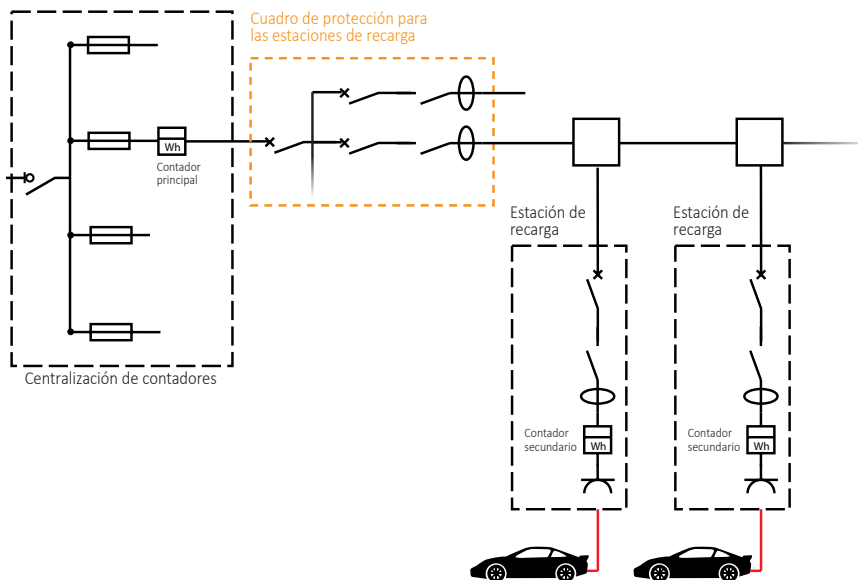 Cuadro de protección para
las estaciones de recarga
Wh
Contador
principal
Estación de
recarga
Estación de
recarga
Centralización de contadores
Contador
secundario
Wh
Contador
secundario
Wh